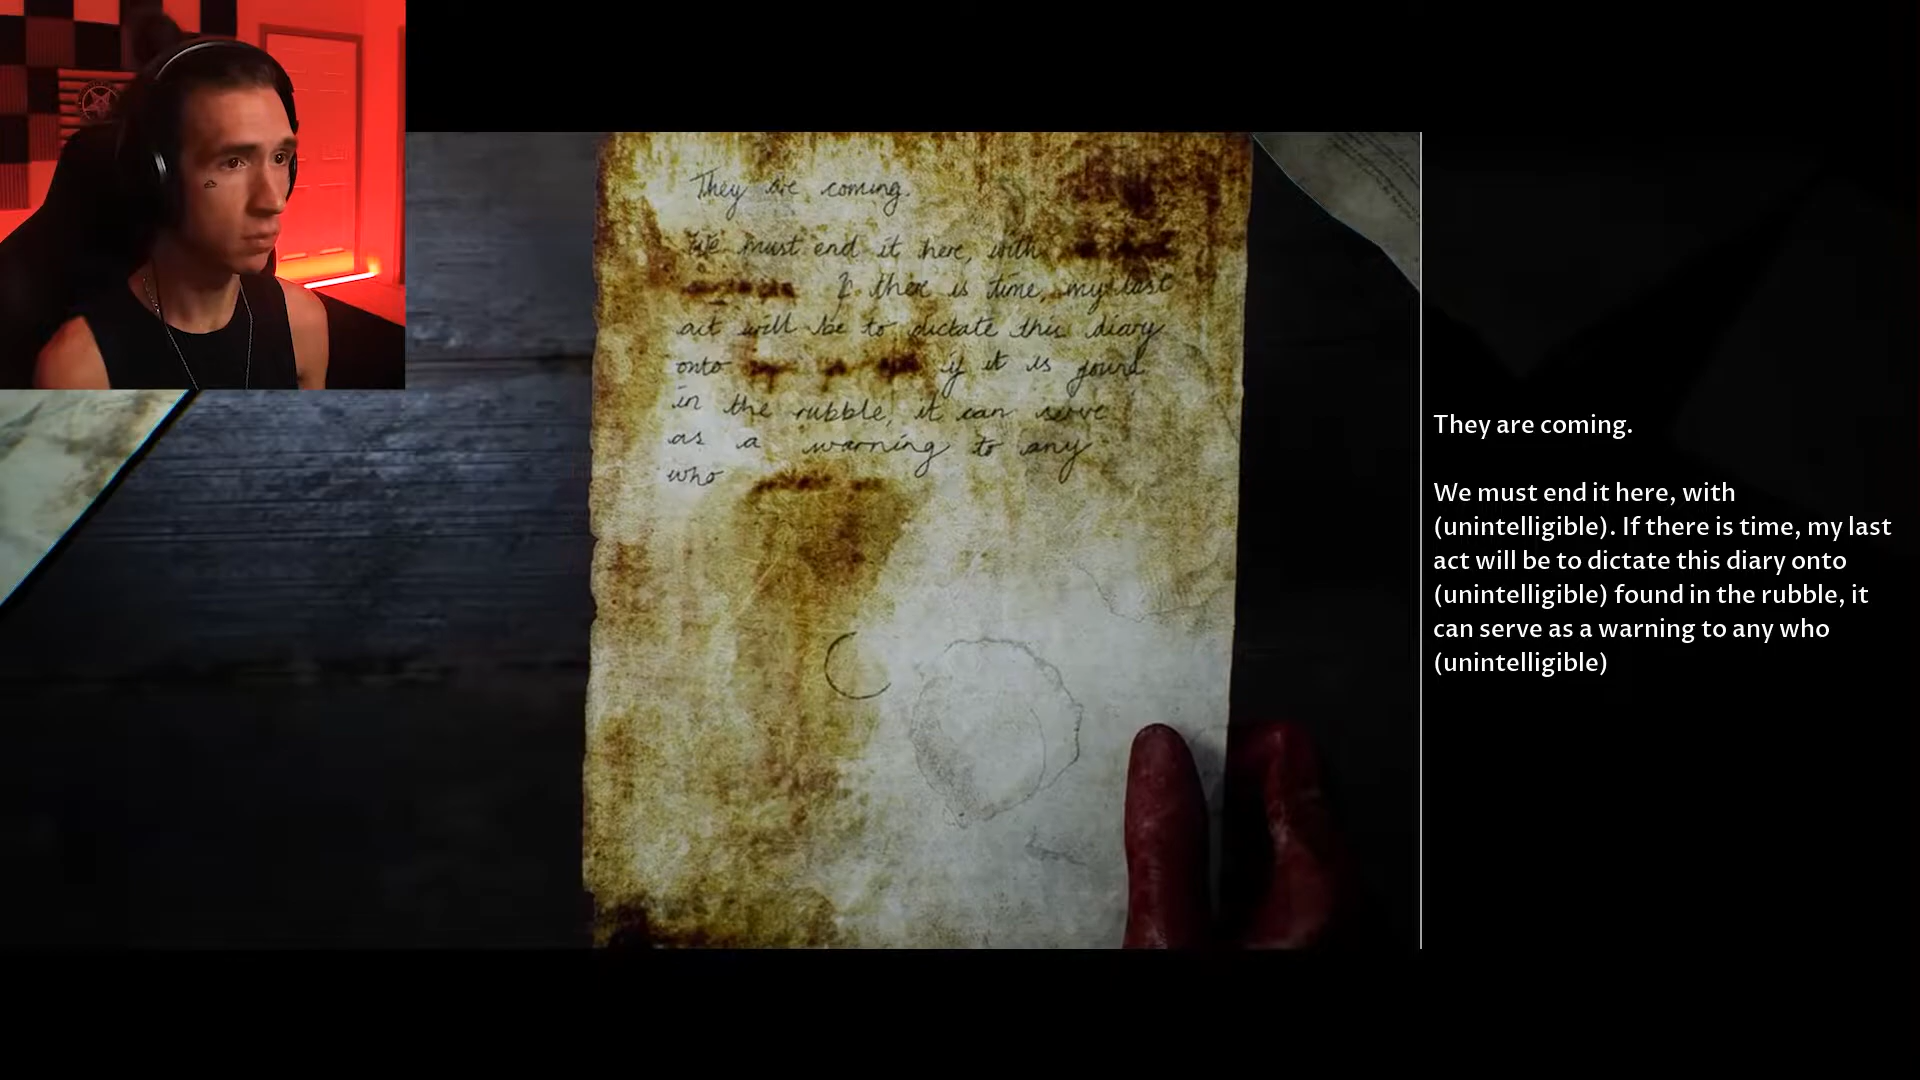 They are coming.
We must end it here, with
If there is time, my last
act will be to dictate this diary
onto if it is found
in the rubble, it can serve
as a warning to any
who
They are coming.
We must end it here, with
(unintelligible). If there is time, my last
act will be to dictate this diary onto
(unintelligible) found in the rubble, it
can serve as a warning to any who
(unintelligible)